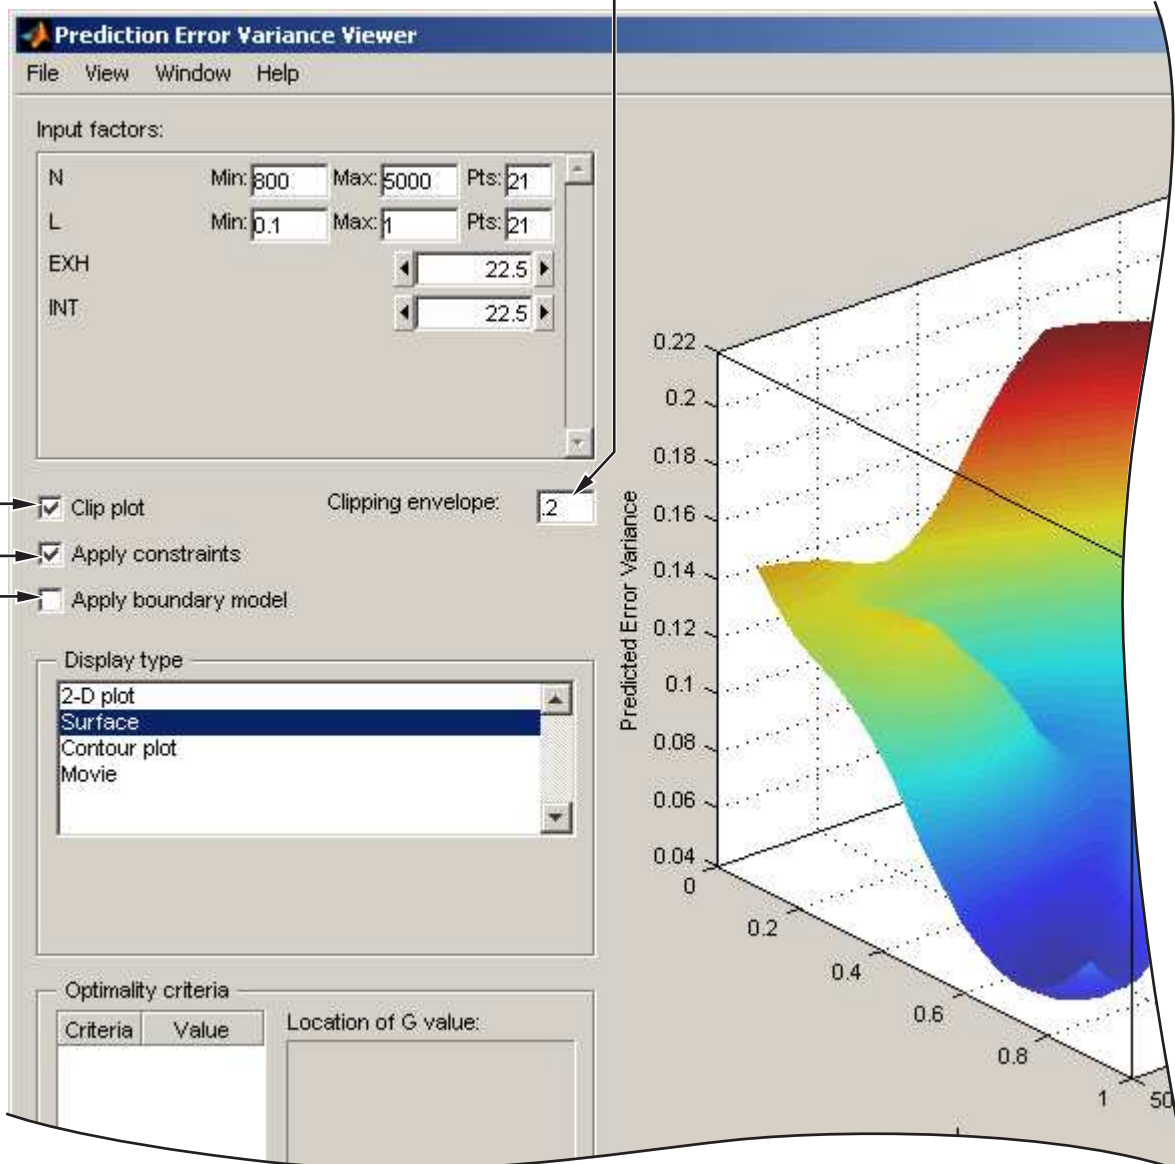 Prediction Error Variance Viewer
File View Window Help
Input factors:
N Min: 800 Max: 5000 Pts: 21
L Min: 0.1 Max: 1 Pts: 21
EXH 22.5
INT 22.5
Clip plot Clipping envelope: .2
Apply constraints
Apply boundary model
Display type
2-D plot
Surface
Contour plot
Movie
Optimality criteria
Criteria Value
Location of G value:
Predicted Error Variance
0.22
0.2
0.18
0.16
0.14
0.12
0.1
0.08
0.06
0.04
0
0.2
0.4
0.6
0.8
1